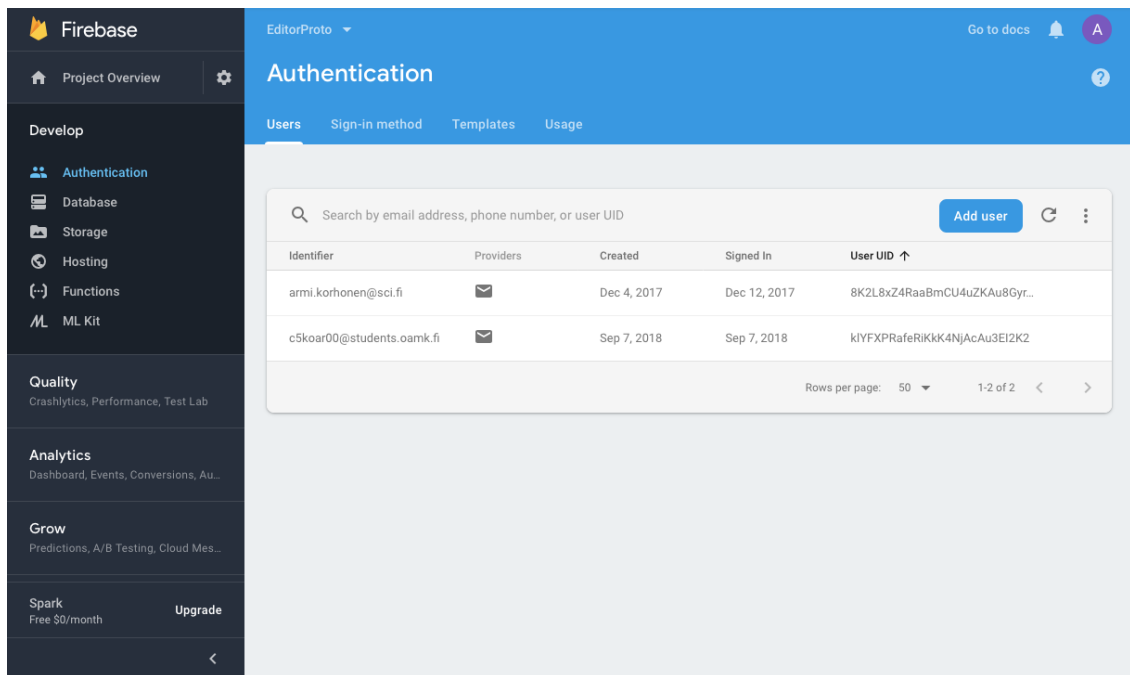 Firebase
Project Overview
Develop
Authentication
Database
Storage
Hosting
Functions
ML Kit
Quality
Crashlytics, Performance, Test Lab
Analytics
Dashboard, Events, Conversions, Au...
Grow
Predictions, A/B Testing, Cloud Mes...
Spark
Free $0/month
Upgrade
EditorProto
Go to docs
A
Authentication
Users Sign-in method Templates Usage
Search by email address, phone number, or user UID
Add user
Identifier Providers Created Signed In User UID
armi.korhonen@sci.fi Dec 4, 2017 Dec 12, 2017 8K2L8xZ4RaaBmCU4uZKAu8Gyr...
c5koar00@students.oamk.fi Sep 7, 2018 Sep 7, 2018 klYFXPRafeRiKkK4NjAcAu3EI2K2
Rows per page: 50 1-2 of 2